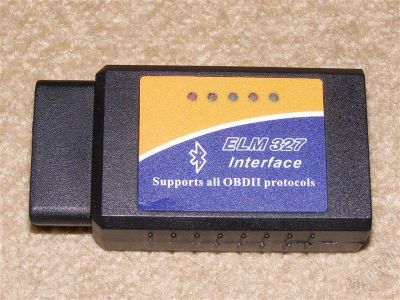 ELM 327
Interface
Supports all OBDII protocols